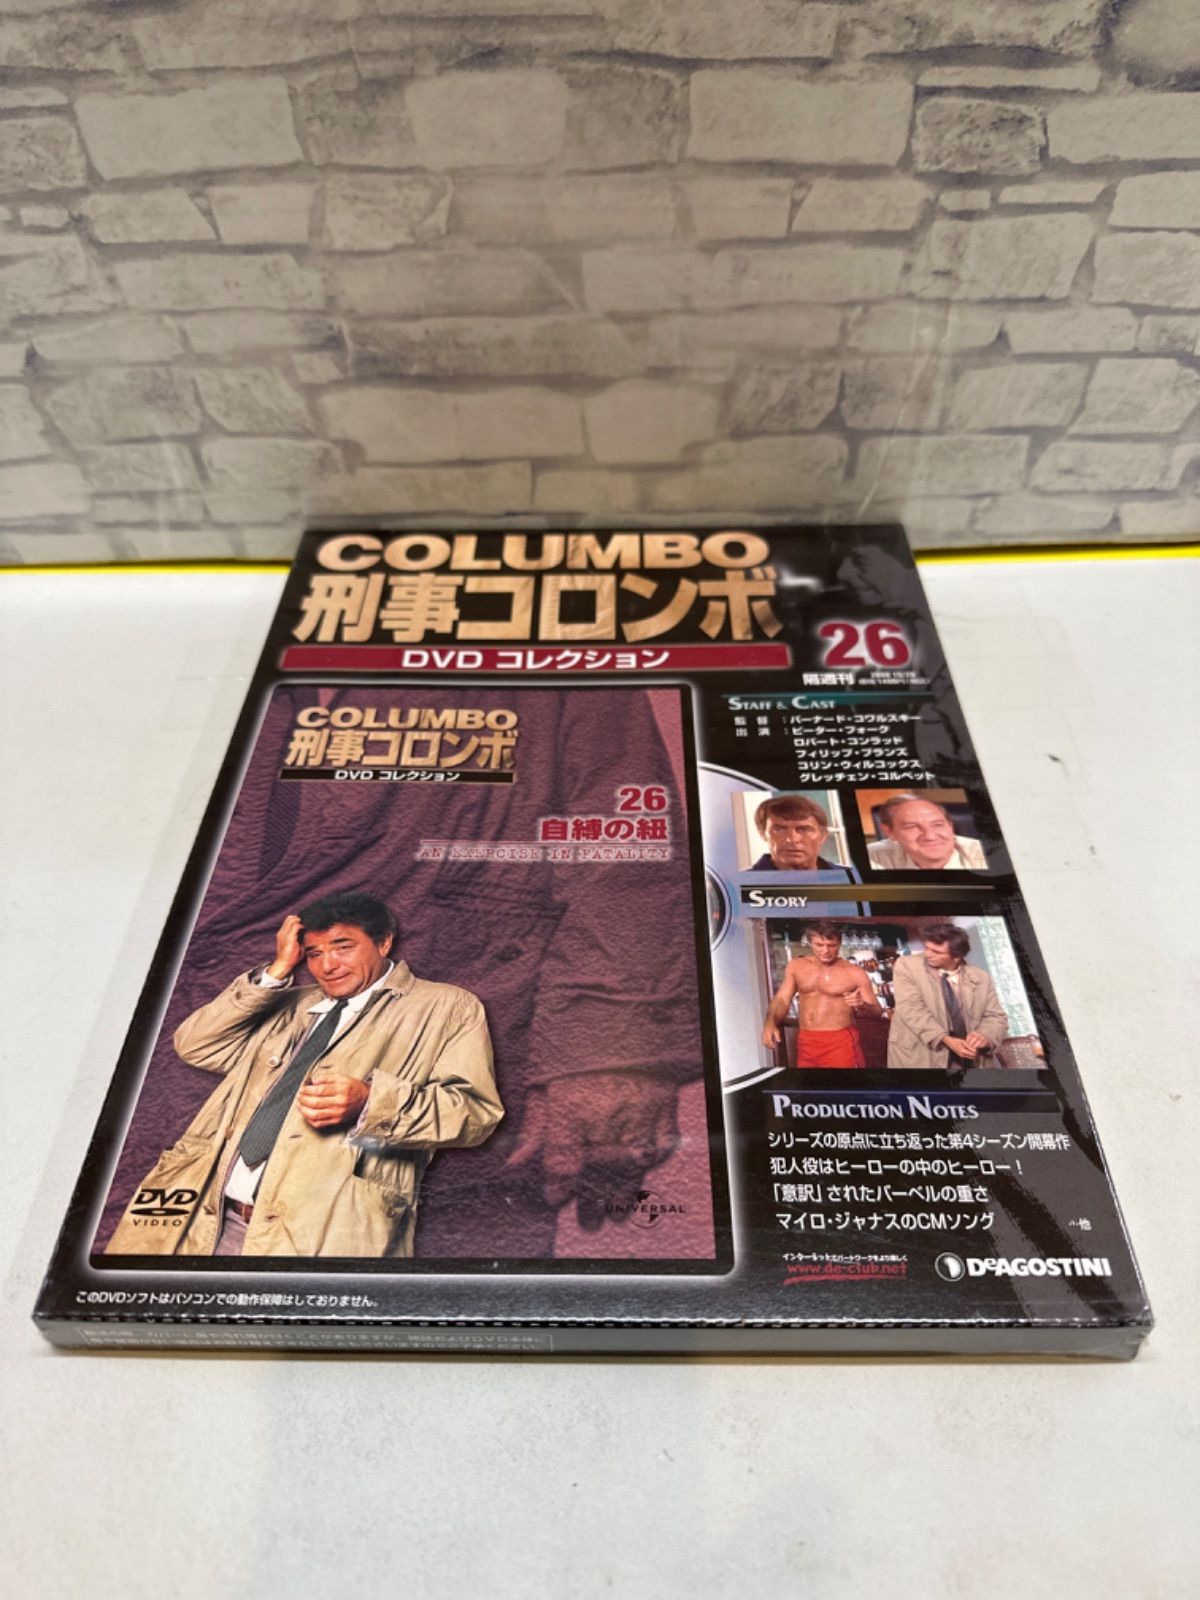 COLUMBO
刑事コロンボ
DVD コレクション
26
隔週刊
COLUMBO
刑事コロンボ
DVD コレクション
26
自縛の紐
AN EXERCISE IN FATALITY
DVD
VIDEO
UNIVERSAL
STAFF & CAST
監督:バーナード・コワルスキー
出演:ピーター・フォーク
ロバート・コンラッド
フィリップ・ブランズ
コリン・ウィルコックス
グレッチェン・コルベット
STORY
PRODUCTION NOTES
シリーズの原点に立ち返った第4シーズン開幕作
犯人役はヒーローの中のヒーロー!
「意訳」されたバーベルの重さ
マイロ・ジャナスのCMソング
…他
www.de-club.net
DeAGOSTINI
このDVDソフトはパソコンでの動作保障はしておりません。